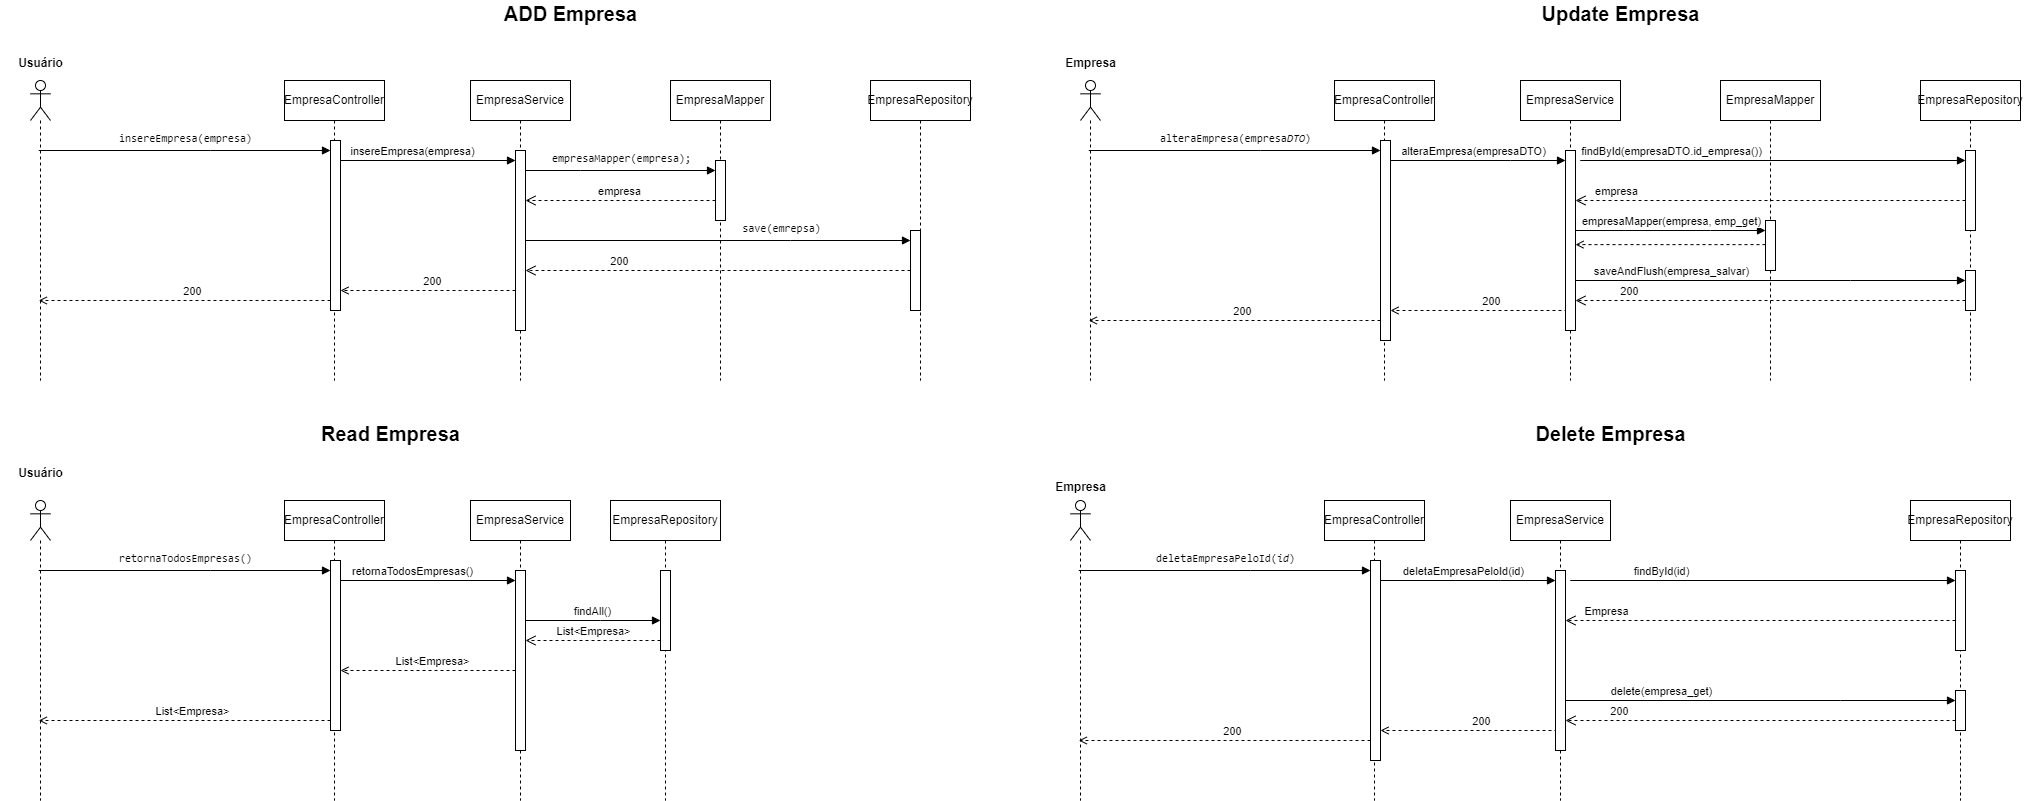 ADD Empresa
Usuário
EmpresaController
EmpresaService
EmpresaMapper
EmpresaRepository
insereEmpresa(empresa)
insereEmpresa(empresa)
empresaMapper(empresa);
empresa
save(emrepsa)
200
200
200
Update Empresa
Empresa
EmpresaController
EmpresaService
EmpresaMapper
EmpresaRepository
alteraEmpresa(empresaDTO)
alteraEmpresa(empresaDTO)
findById(empresaDTO.id_empresa())
empresa
empresaMapper(empresa, emp_get)
saveAndFlush(empresa_salvar)
200
200
200
Read Empresa
Usuário
EmpresaController
EmpresaService
EmpresaRepository
retornaTodosEmpresas()
retornaTodosEmpresas()
findAll()
List<Empresa>
List<Empresa>
List<Empresa>
Delete Empresa
Empresa
EmpresaController
EmpresaService
EmpresaRepository
deletaEmpresaPeloId(id)
deletaEmpresaPeloId(id)
findById(id)
Empresa
delete(empresa_get)
200
200
200